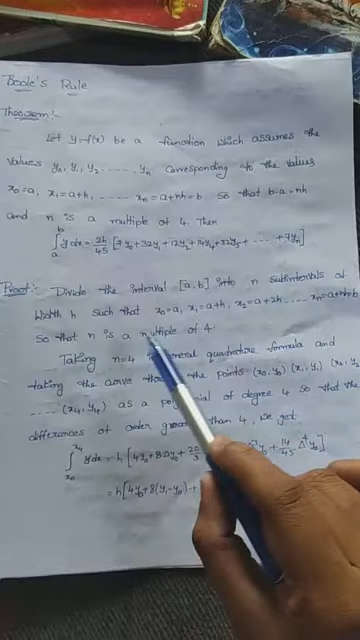 Boole's Rule
Theorem:-
Let y=f(x) be a function which assumes the
values y₀, y₁, y₂ ----, yₙ corresponding to the values
x₀=a, x₁=a+h, .... xₙ=a+nh=b so that b-a=nh
and n is a multiple of 4. Then
∫ₐᵇ y dx = 2h/45 [7y₀+32y₁+12y₂+14y₄+32y₅+ --- +7yₙ]
Proof:- Divide the interval [a,b] into n subintervals of
width h such that x₀=a, x₁=a+h, x₂=a+2h .... xₙ=a+nh=b
so that n is a multiple of 4.
Taking n=4 general quadrature formula and
taking the curve the points (x₀,y₀) (x₁,y₁) (x₂,y₂
---- (x₄,y₄) as a polynomial of degree 4 so that the
differences of order than 4, we get
∫ y dx = h[4y₀+8Δy₀+ y₀ + 14/45 Δ⁴y₀]
= h[4y₀+8(y₁-y₀)+